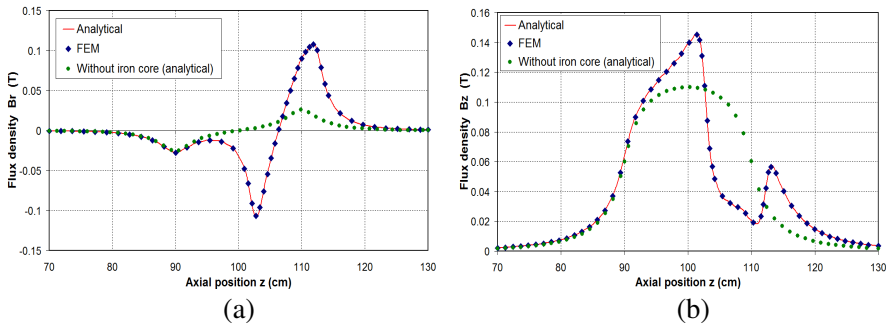 Flux density Br (T)
0.15
0.1
0.05
0
-0.05
-0.1
-0.15
Analytical
FEM
Without iron core (analytical)
70 80 90 100 110 120 130
Axial position z (cm)
(a)
Flux density Bz (T)
0.16
0.14
0.12
0.1
0.08
0.06
0.04
0.02
0
Analytical
FEM
Without iron core (analytical)
70 80 90 100 110 120 130
Axial position z (cm)
(b)